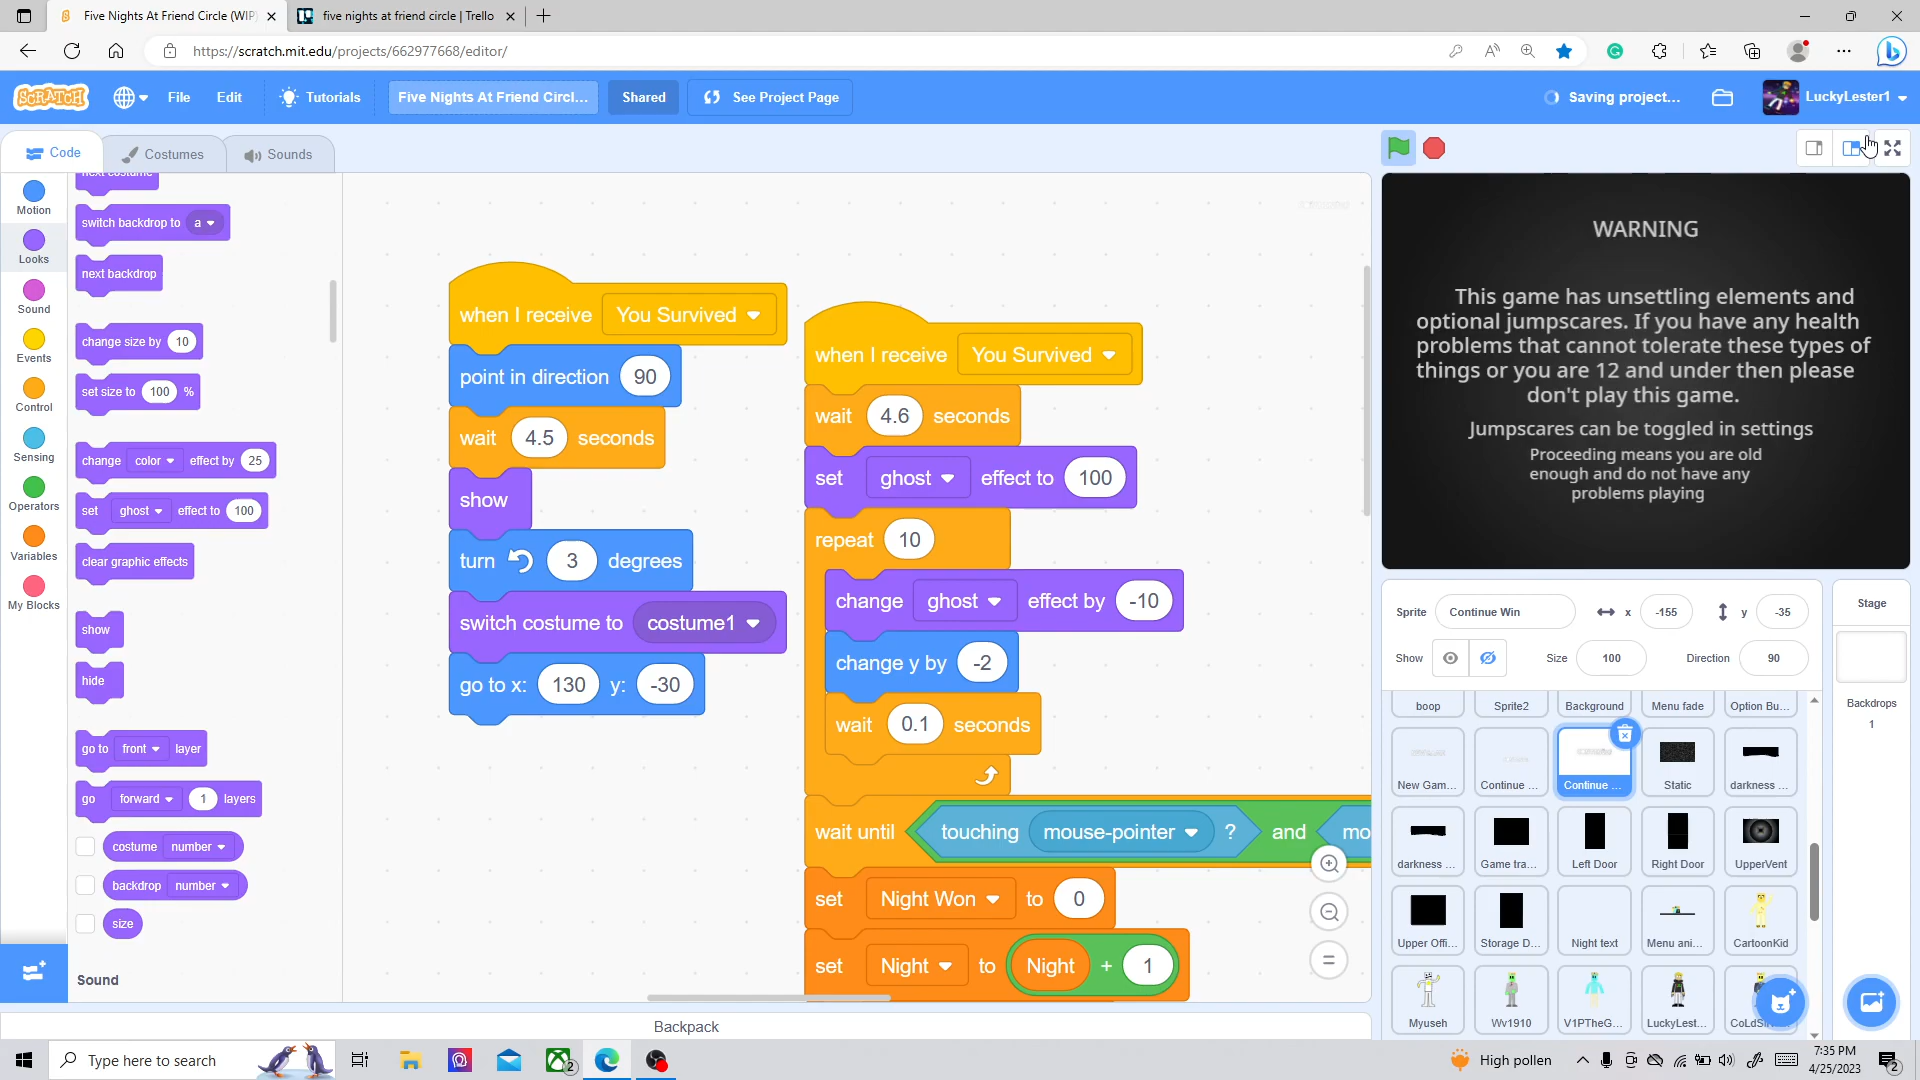 Five Nights At Friend Circle (WIP
five nights at friend circle | Trello
https://scratch.mit.edu/projects/662977668/editor/
SCRATCH
File
Edit
Tutorials
Five Nights At Friend Circl...
Shared
See Project Page
Saving project...
LuckyLester1
Code
Costumes
Sounds
Motion
Looks
Sound
Events
Control
Sensing
Operators
Variables
My Blocks
next costume
switch backdrop to a
next backdrop
change size by 10
set size to 100 %
change color effect by 25
set ghost effect to 100
clear graphic effects
show
hide
go to front layer
go forward 1 layers
costume number
backdrop number
size
Sound
when I receive You Survived
point in direction 90
wait 4.5 seconds
show
turn 3 degrees
switch costume to costume1
go to x: 130 y: -30
when I receive You Survived
wait 4.6 seconds
set ghost effect to 100
repeat 10
change ghost effect by -10
change y by -2
wait 0.1 seconds
wait until touching mouse-pointer ? and mo
set Night Won to 0
set Night to Night + 1
Backpack
WARNING
This game has unsettling elements and
optional jumpscares. If you have any health
problems that cannot tolerate these types of
things or you are 12 and under then please
don't play this game.
Jumpscares can be toggled in settings
Proceeding means you are old
enough and do not have any
problems playing
Sprite Continue Win x -155 y -35
Show Size 100 Direction 90
Stage
Backdrops
1
boop Sprite2 Background Menu fade Option Bu...
New Gam... Continue ... Continue ... Static darkness ...
darkness ... Game tra... Left Door Right Door UpperVent
Upper Offi... Storage D... Night text Menu ani... CartoonKid
Myuseh Wv1910 V1PTheG... LuckyLest...
Type here to search
2
High pollen
7:35 PM
4/25/2023
2